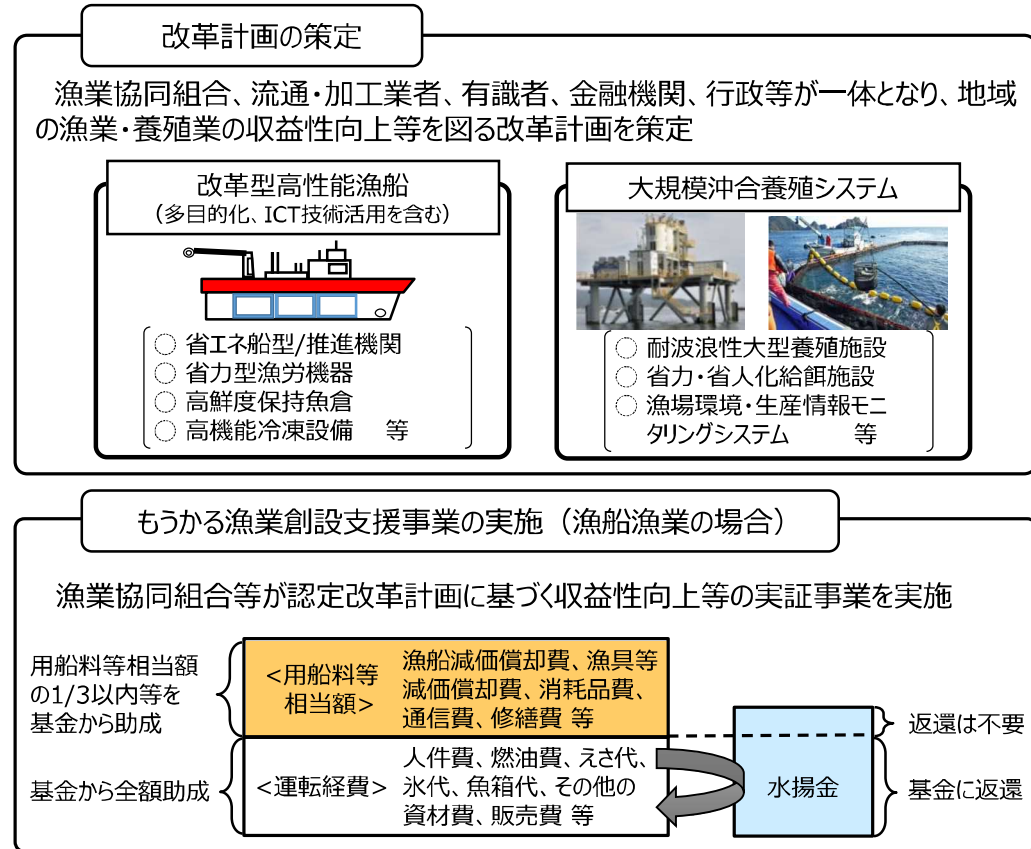 改革計画の策定
漁業協同組合、流通・加工業者、有識者、金融機関、行政等が一体となり、地域
の漁業・養殖業の収益性向上等を図る改革計画を策定
改革型高性能漁船
（多目的化、ICT技術活用を含む）
○ 省エネ船型/推進機関
○ 省力型漁労機器
○ 高鮮度保持魚倉
○ 高機能冷凍設備　等
大規模沖合養殖システム
○ 耐波浪性大型養殖施設
○ 省力・省人化給餌施設
○ 漁場環境・生産情報モニ
タリングシステム　等
もうかる漁業創設支援事業の実施（漁船漁業の場合）
漁業協同組合等が認定改革計画に基づく収益性向上等の実証事業を実施
用船料等相当額
の1/3以内等を
基金から助成
<用船料等
相当額>
漁船減価償却費、漁具等
減価償却費、消耗品費、
通信費、修繕費 等
返還は不要
基金から全額助成
<運転経費>
人件費、燃油費、えさ代、
氷代、魚箱代、その他の
資材費、販売費 等
水揚金
基金に返還